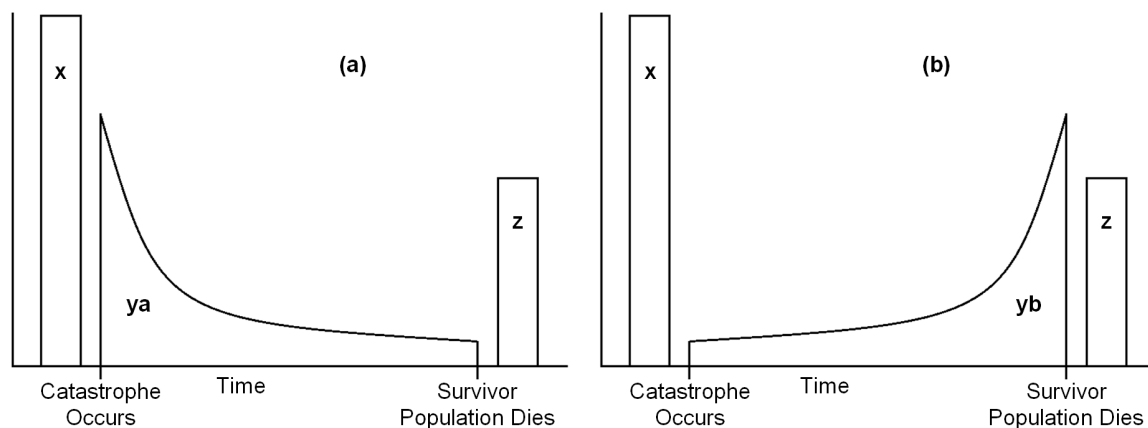 x
(a)
z
ya
Catastrophe
Occurs
Time
Survivor
Population Dies
x
(b)
z
yb
Catastrophe
Occurs
Time
Survivor
Population Dies